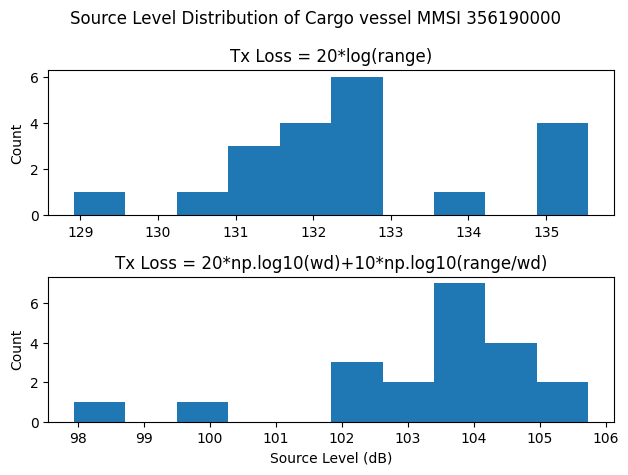 Source Level Distribution of Cargo vessel MMSI 356190000
Tx Loss = 20*log(range)
6
4
2
0
Count
129 130 131 132 133 134 135
Tx Loss = 20*np.log10(wd)+10*np.log10(range/wd)
6
4
2
0
Count
98 99 100 101 102 103 104 105 106
Source Level (dB)